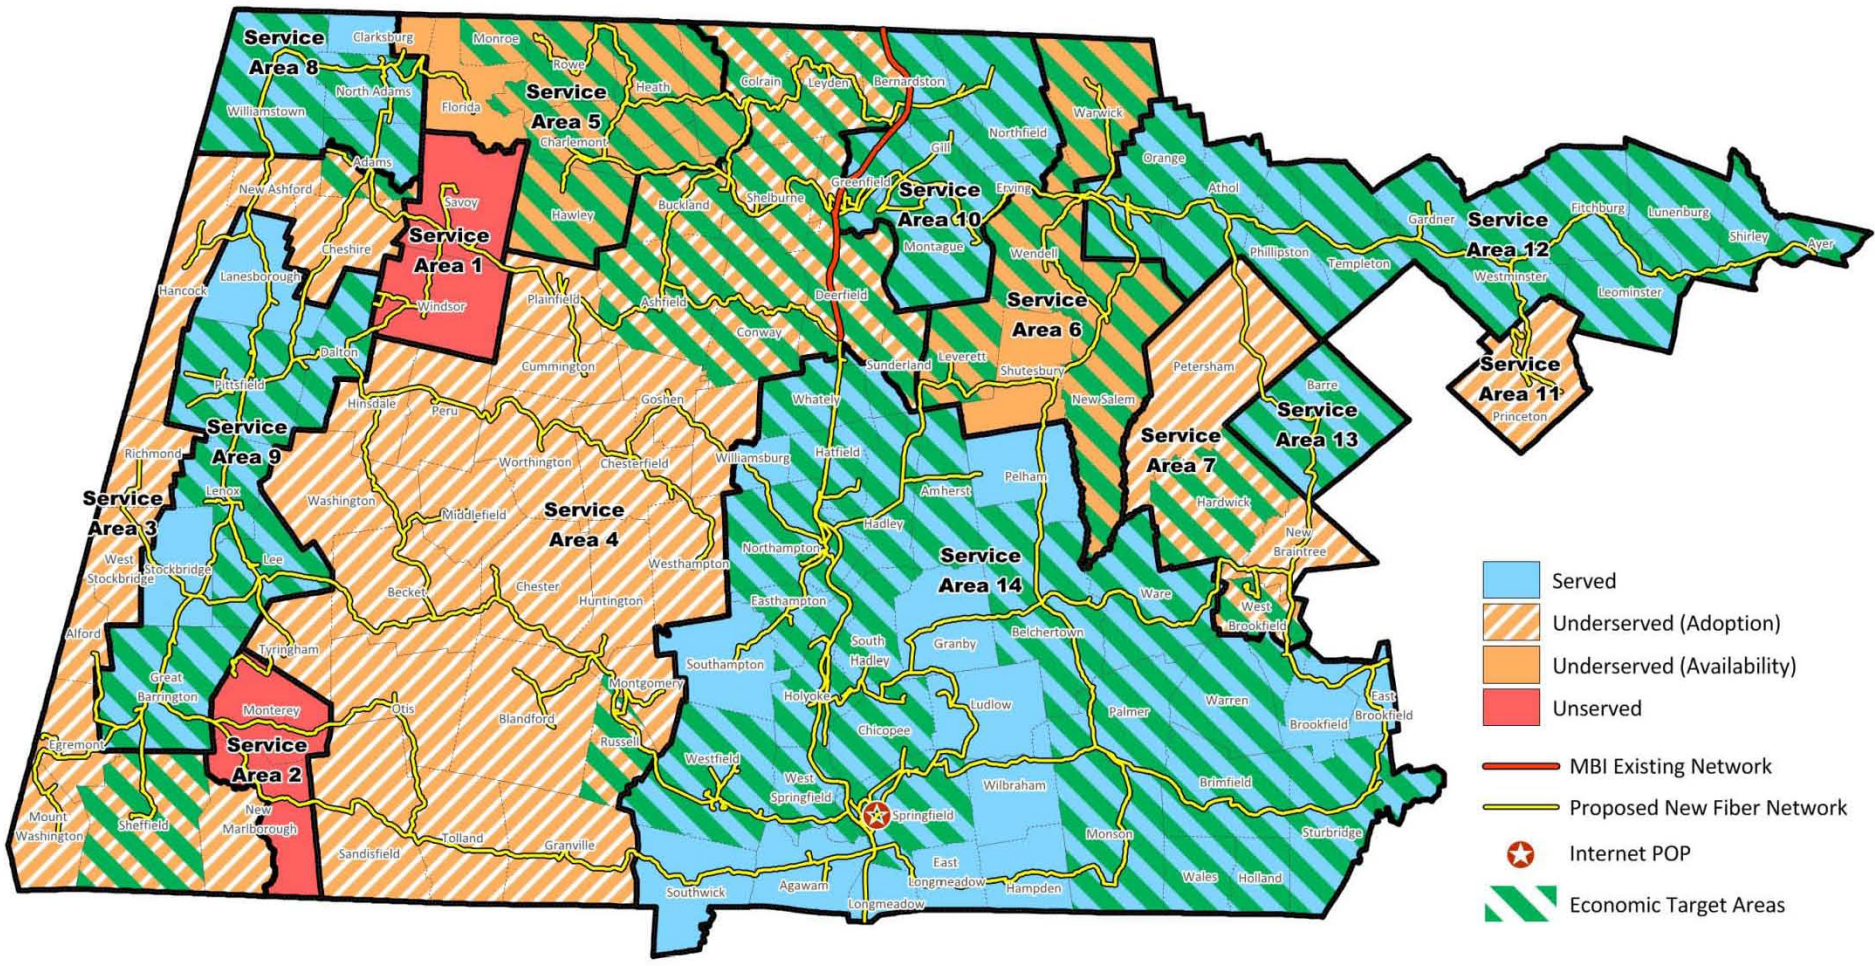 Service
Area 8
Clarksburg
North Adams
Williamstown
Monroe
Rowe
Heath
Florida
Service
Area 5
Charlemont
Colrain
Leyden
Bernardston
Northfield
Gill
Warwick
Adams
New Ashford
Savoy
Service
Area 1
Windsor
Hawley
Buckland
Shelburne
Greenfield
Service
Area 10
Montague
Erving
Orange
Athol
Wendell
Phillipston
Templeton
Gardner
Service
Area 12
Westminster
Fitchburg
Lunenburg
Shirley
Ayer
Leominster
Cheshire
Lanesborough
Hancock
Dalton
Plainfield
Ashfield
Conway
Deerfield
Sunderland
Service
Area 6
Leverett
Shutesbury
New Salem
Petersham
Service
Area 7
Barre
Service
Area 13
Service
Area 11
Princeton
Pittsfield
Hinsdale
Peru
Cummington
Goshen
Whately
Hatfield
Service
Area 9
Richmond
Lenox
Washington
Worthington
Chesterfield
Williamsburg
Amherst
Pelham
Hardwick
New
Braintree
Service
Area 3
West
Stockbridge
Stockbridge
Lee
Middlefield
Service
Area 4
Westhampton
Northampton
Hadley
Service
Area 14
Becket
Chester
Huntington
Easthampton
Ware
West
Brookfield
Alford
Tyringham
Southampton
South
Hadley
Granby
Belchertown
Great
Barrington
Monterey
Otis
Blandford
Montgomery
Russell
Holyoke
Chicopee
Ludlow
Palmer
Warren
Brookfield
East
Brookfield
Egremont
Service
Area 2
Westfield
West
Springfield
Springfield
Wilbraham
Brimfield
Sturbridge
Mount
Washington
Sheffield
New
Marlborough
Sandisfield
Tolland
Granville
Southwick
Agawam
East
Longmeadow
Longmeadow
Hampden
Monson
Wales
Holland
Served
Underserved (Adoption)
Underserved (Availability)
Unserved
MBI Existing Network
Proposed New Fiber Network
Internet POP
Economic Target Areas